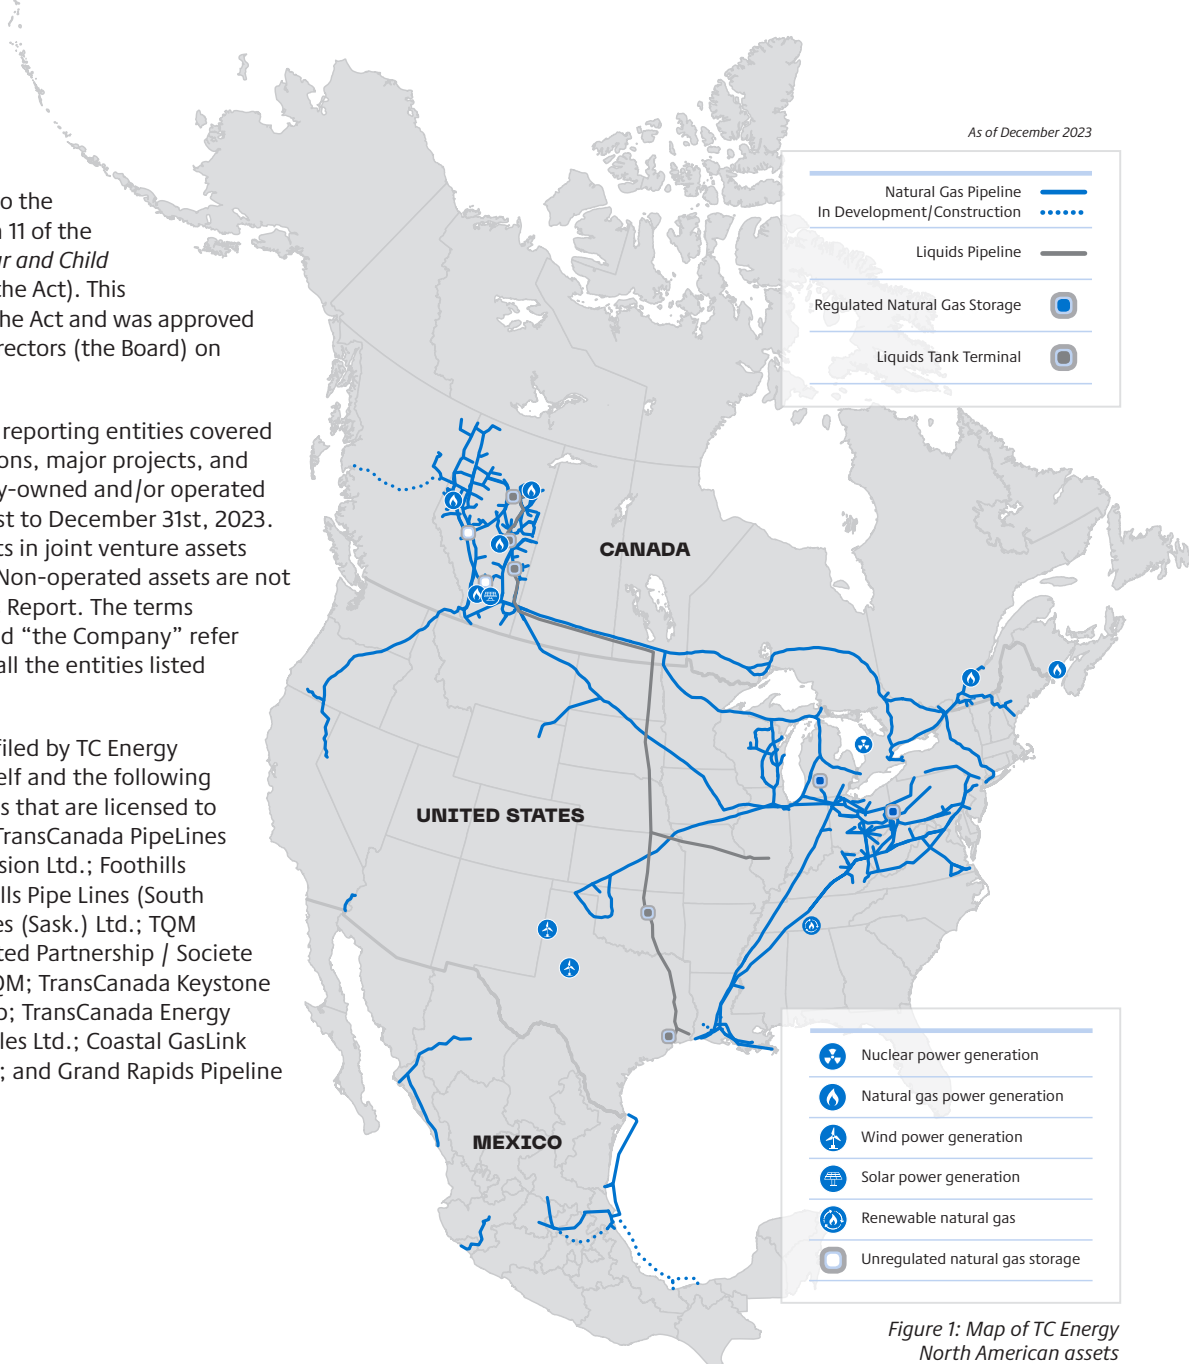 o the
11 of the
r and Child
the Act). This
he Act and was approved
rectors (the Board) on
reporting entities covered
ons, major projects, and
y-owned and/or operated
st to December 31st, 2023.
ts in joint venture assets
Non-operated assets are not
Report. The terms
d “the Company” refer
all the entities listed
filed by TC Energy
elf and the following
s that are licensed to
TransCanada PipeLines
sion Ltd.; Foothills
lls Pipe Lines (South
es (Sask.) Ltd.; TQM
ted Partnership / Societe
QM; TransCanada Keystone
p; TransCanada Energy
les Ltd.; Coastal GasLink
; and Grand Rapids Pipeline
As of December 2023
Natural Gas Pipeline
In Development/Construction
Liquids Pipeline
Regulated Natural Gas Storage
Liquids Tank Terminal
CANADA
UNITED STATES
MEXICO
Nuclear power generation
Natural gas power generation
Wind power generation
Solar power generation
Renewable natural gas
Unregulated natural gas storage
Figure 1: Map of TC Energy
North American assets